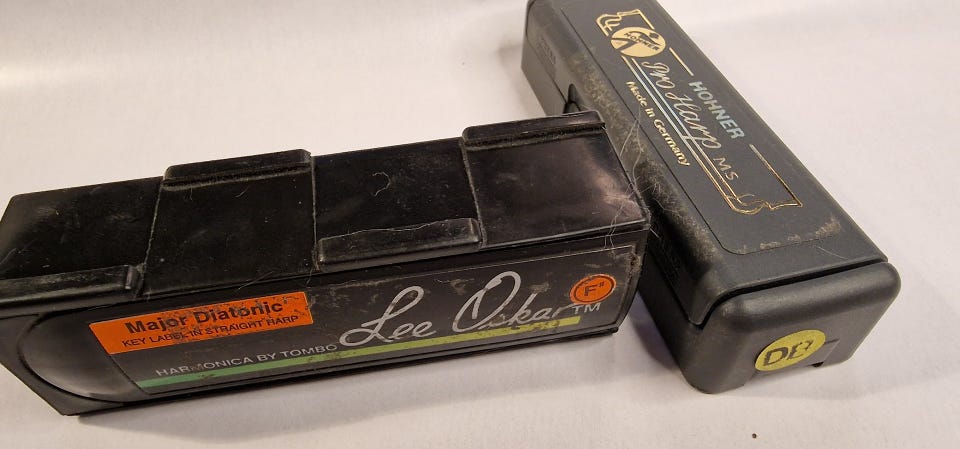 HOHNER
HOHNER
Pro Harp MS
Made in Germany
DB
Major Diatonic
KEY LABEL IN STRAIGHT HARP
HARMONICA BY TOMBO
Lee Oskar TM
F#